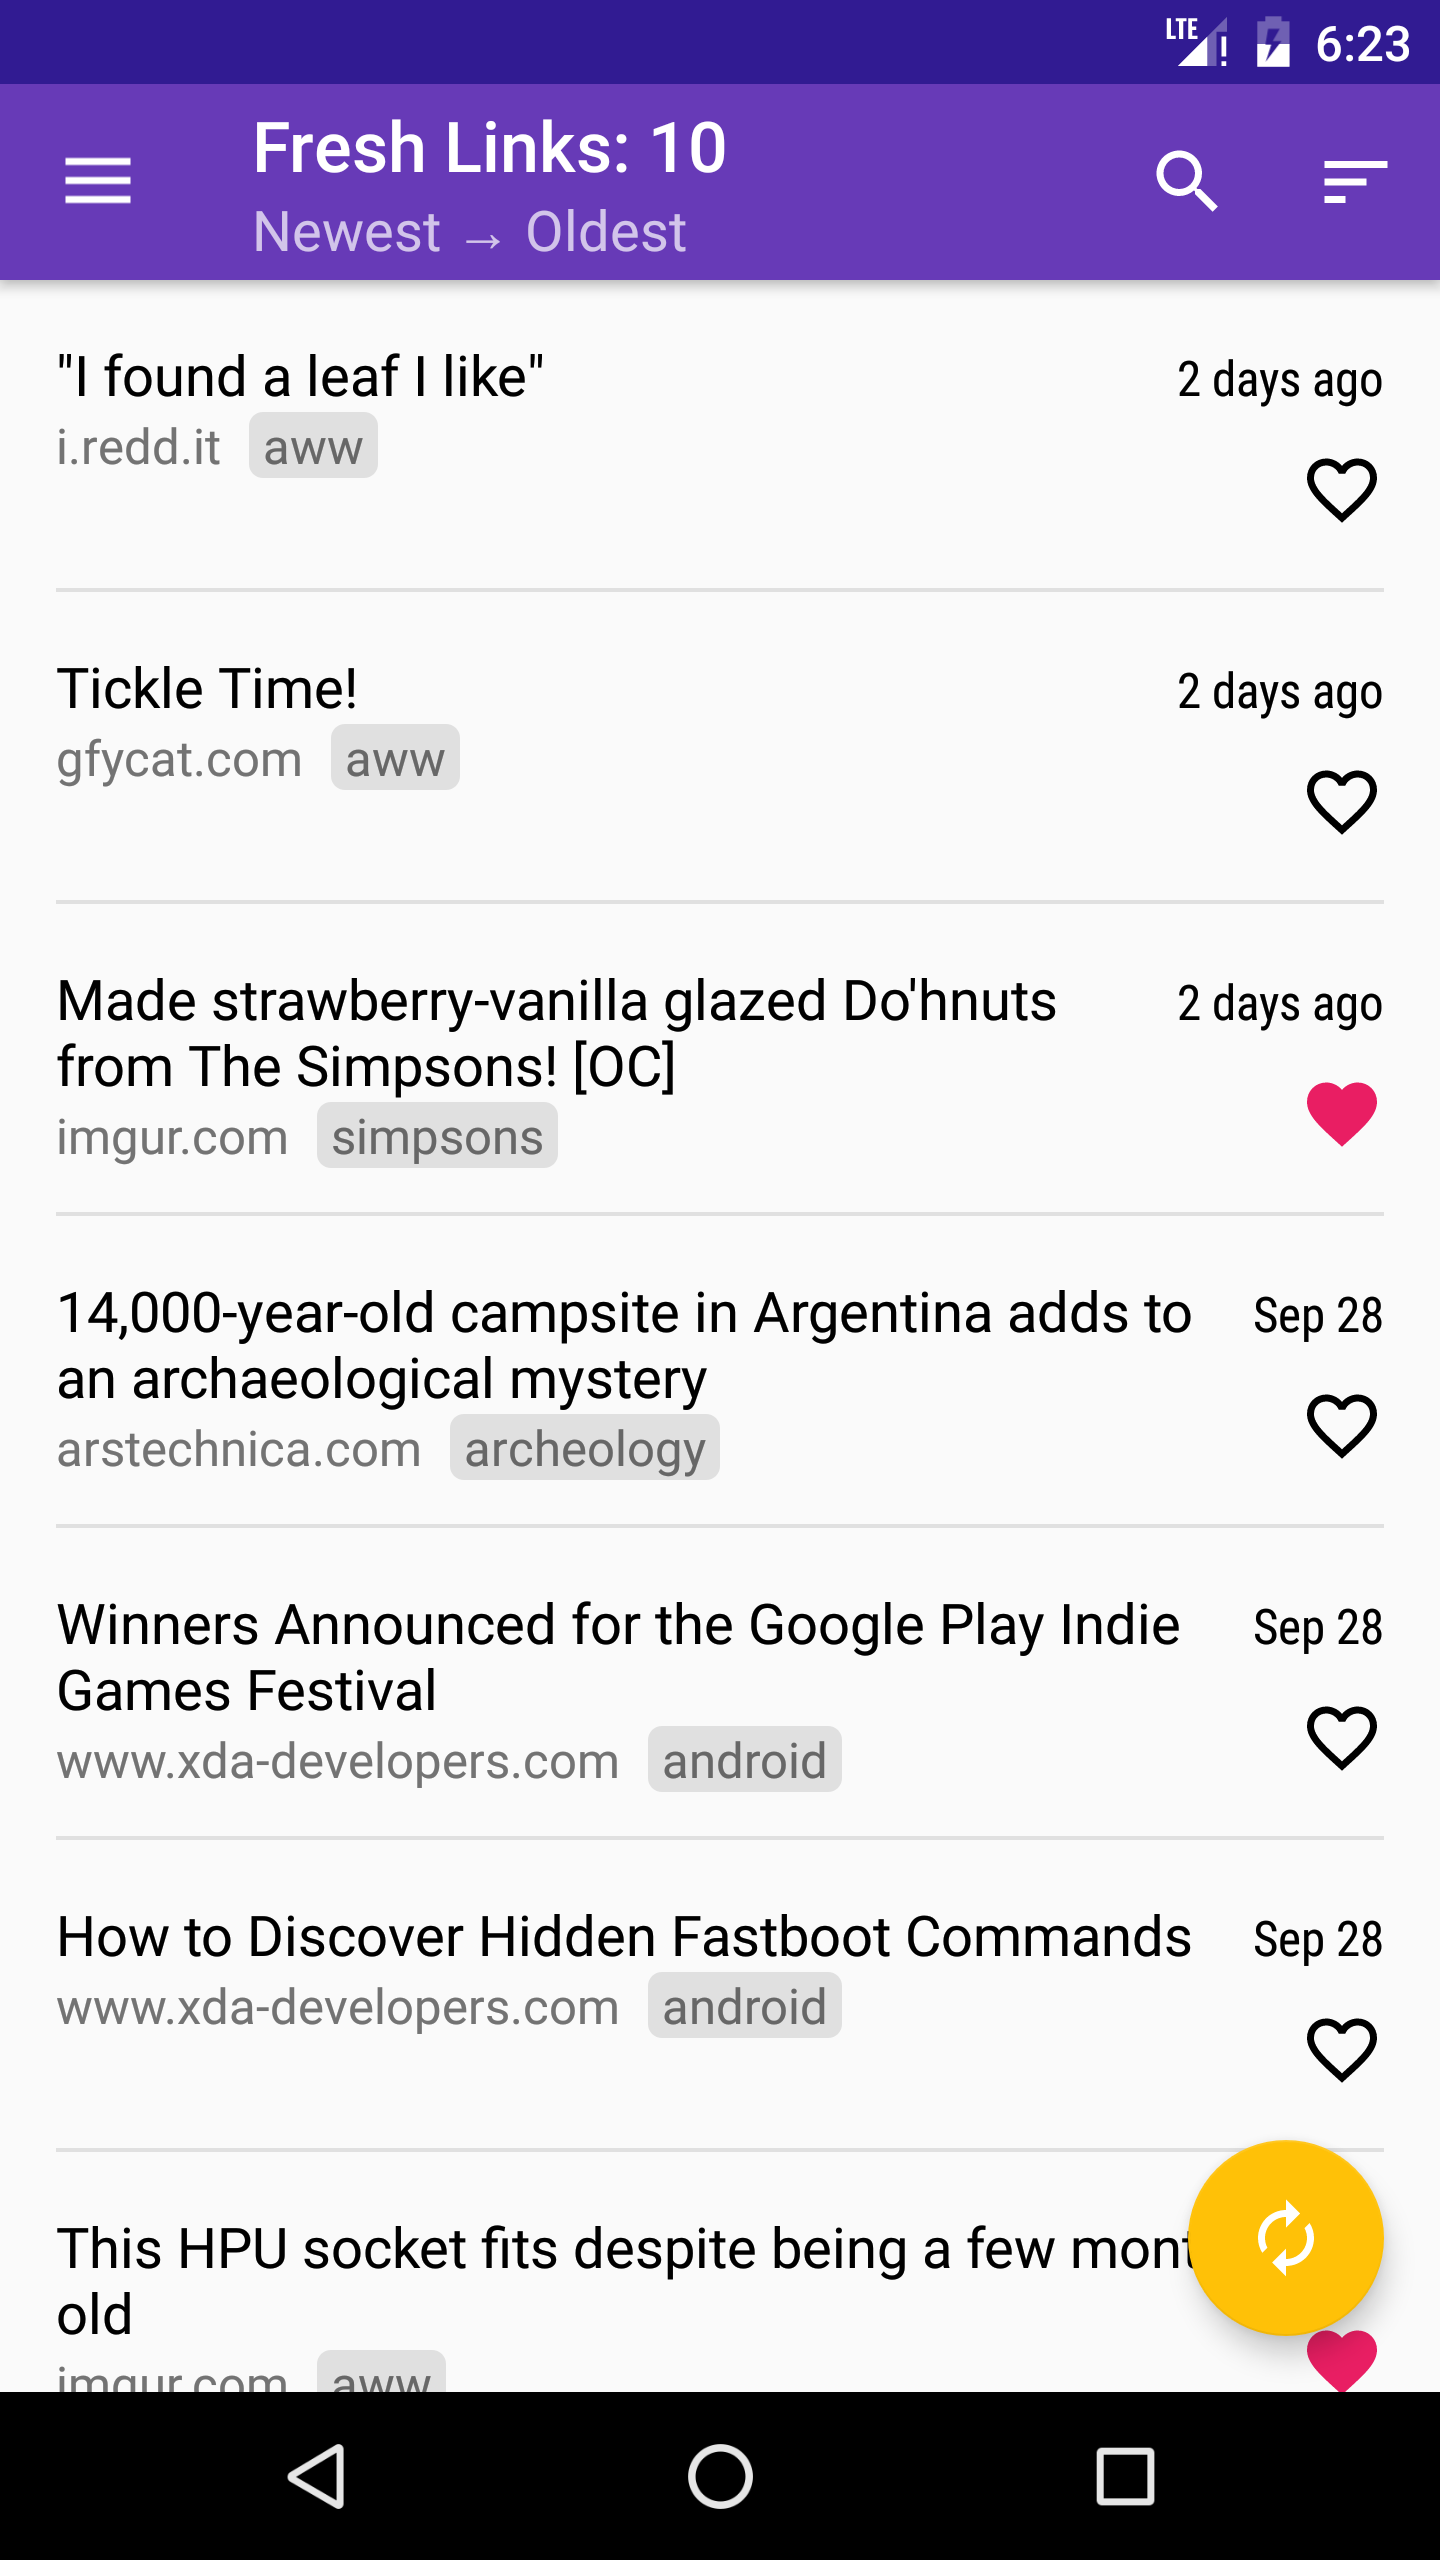 LTE 6:23
Fresh Links: 10
Newest → Oldest
"I found a leaf I like" 2 days ago
i.redd.it aww
Tickle Time! 2 days ago
gfycat.com aww
Made strawberry-vanilla glazed Do'hnuts 2 days ago
from The Simpsons! [OC]
imgur.com simpsons
14,000-year-old campsite in Argentina adds to Sep 28
an archaeological mystery
arstechnica.com archeology
Winners Announced for the Google Play Indie Sep 28
Games Festival
www.xda-developers.com android
How to Discover Hidden Fastboot Commands Sep 28
www.xda-developers.com android
This HPU socket fits despite being a few
old
imgur.com aww